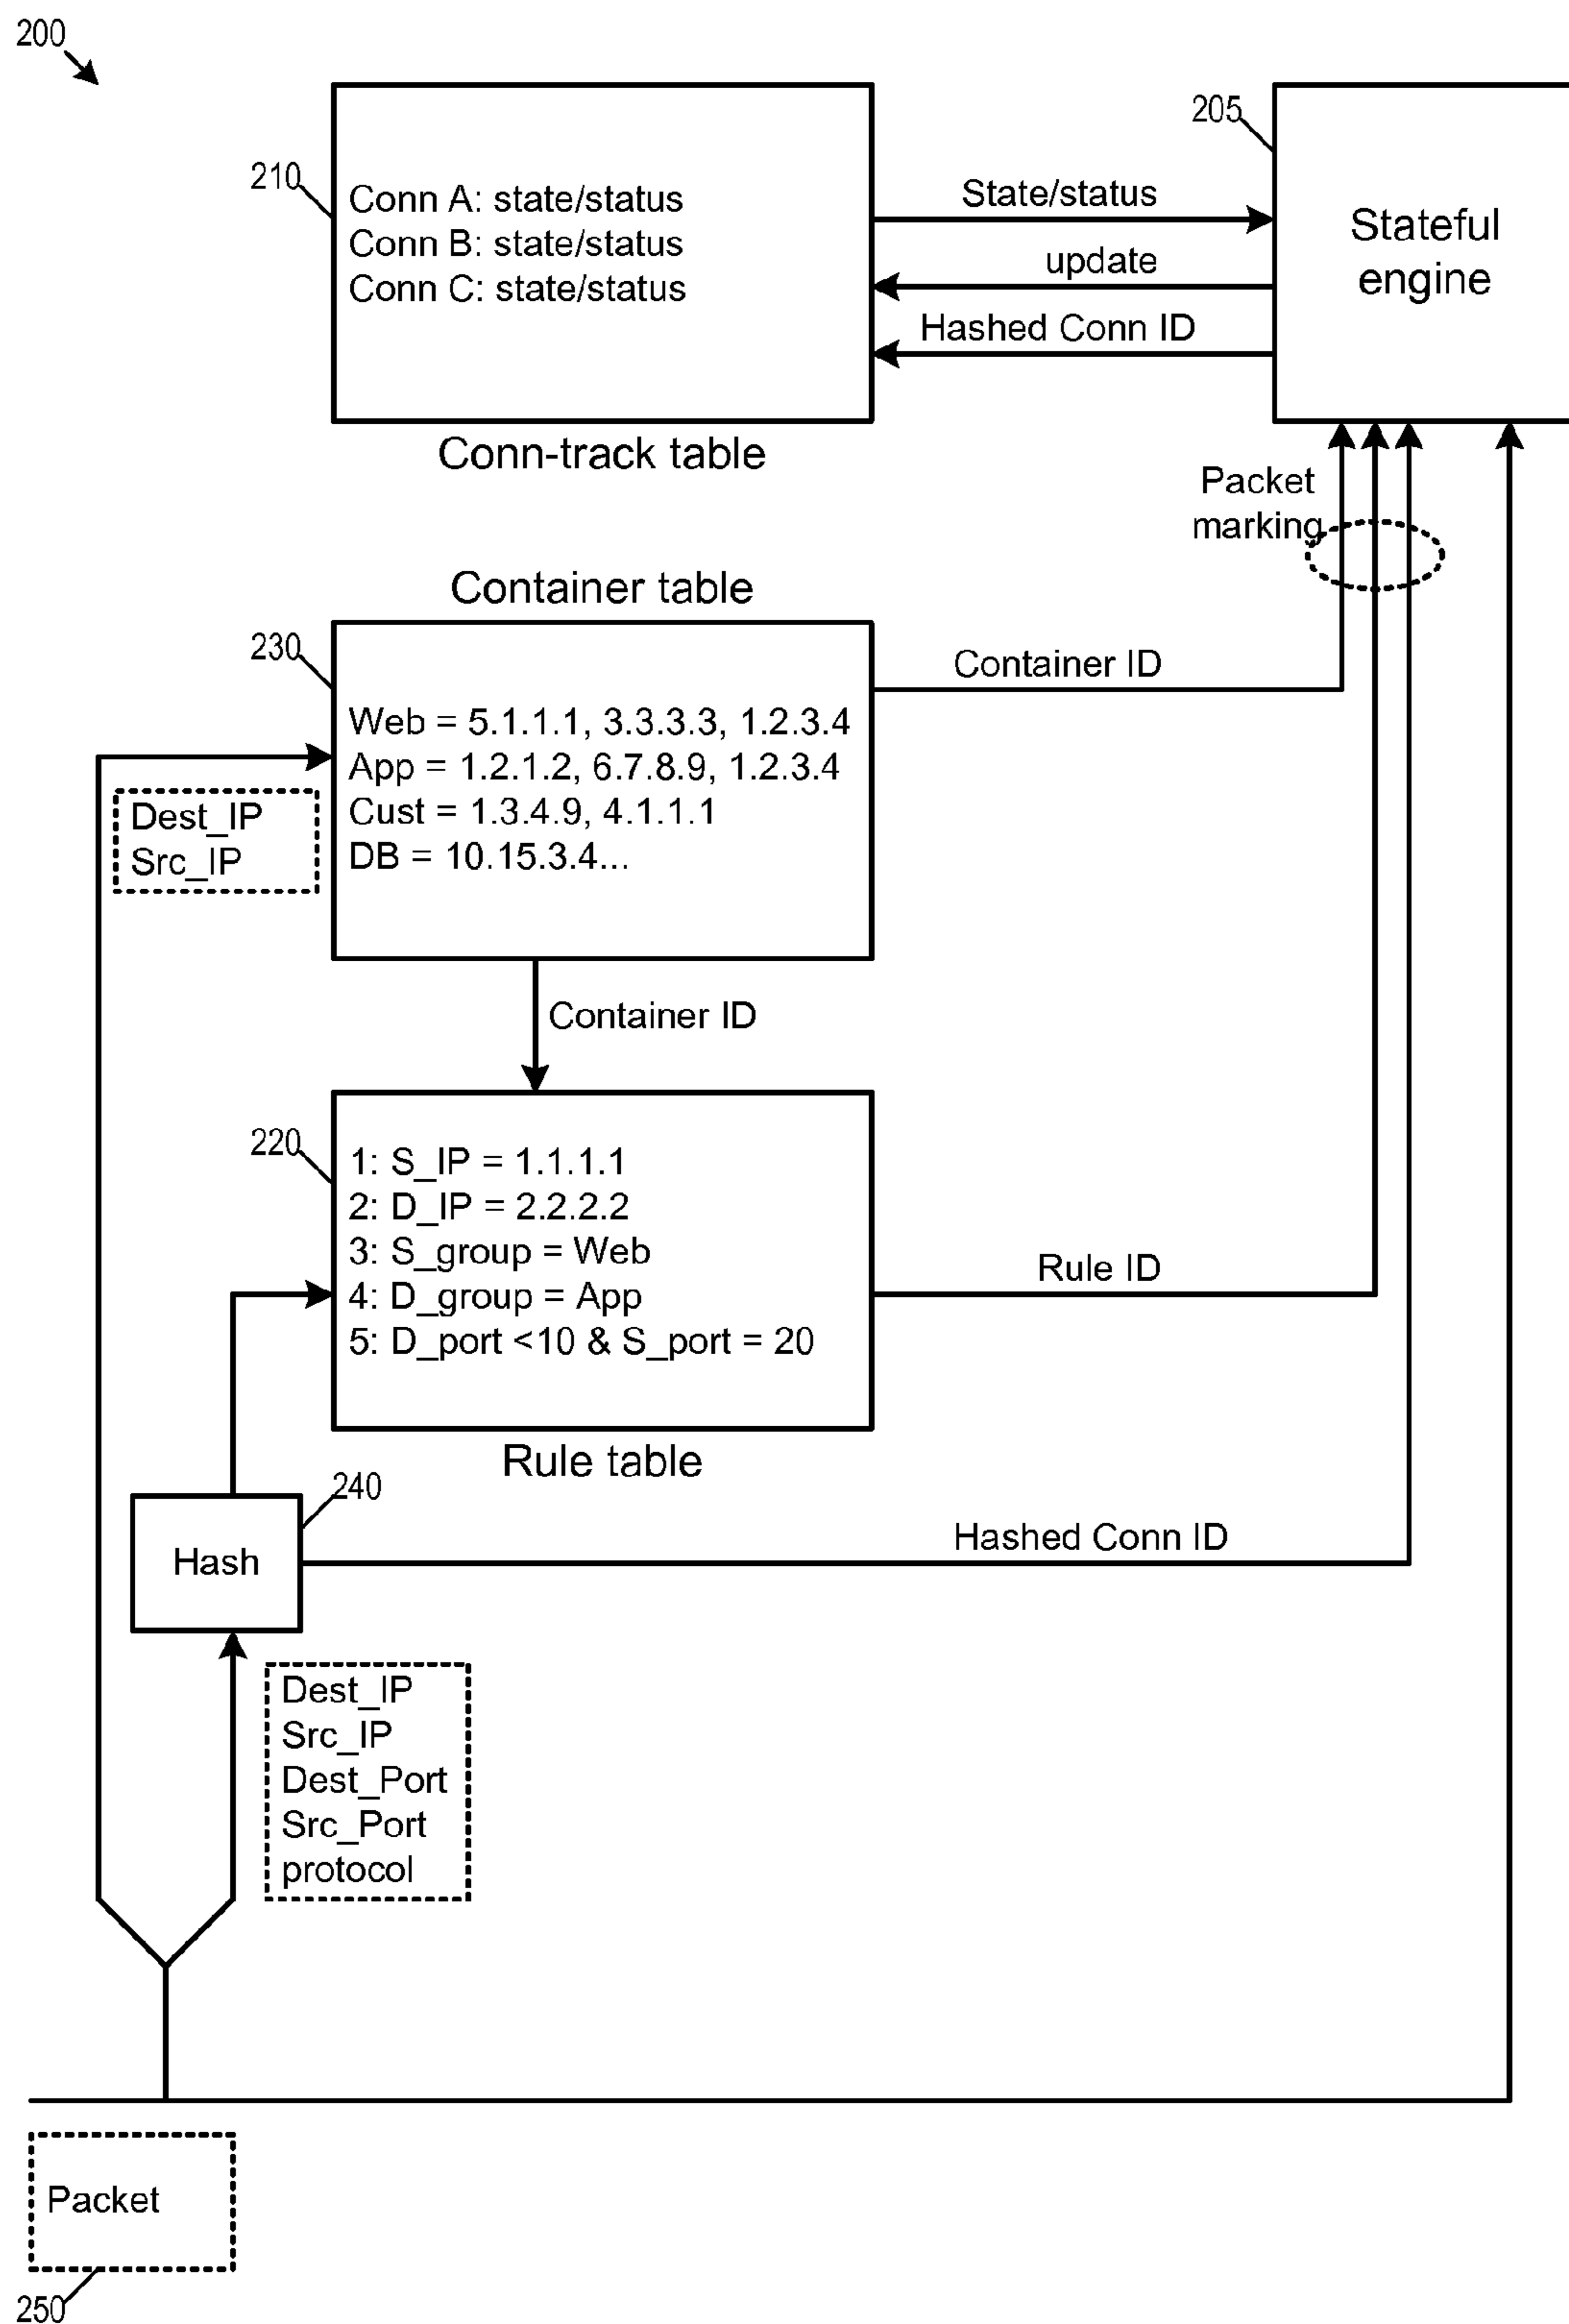 200
205
210
Conn A: state/status
Conn B: state/status
Conn C: state/status
State/status
update
Hashed Conn ID
Stateful
engine
Conn-track table
Packet
marking
Container table
230
Web = 5.1.1.1, 3.3.3.3, 1.2.3.4
App = 1.2.1.2, 6.7.8.9, 1.2.3.4
Cust = 1.3.4.9, 4.1.1.1
DB = 10.15.3.4...
Container ID
Dest_IP
Src_IP
Container ID
220
1: S_IP = 1.1.1.1
2: D_IP = 2.2.2.2
3: S_group = Web
4: D_group = App
5: D_port <10 & S_port = 20
Rule ID
Rule table
240
Hash
Hashed Conn ID
Dest_IP
Src_IP
Dest_Port
Src_Port
protocol
Packet
250